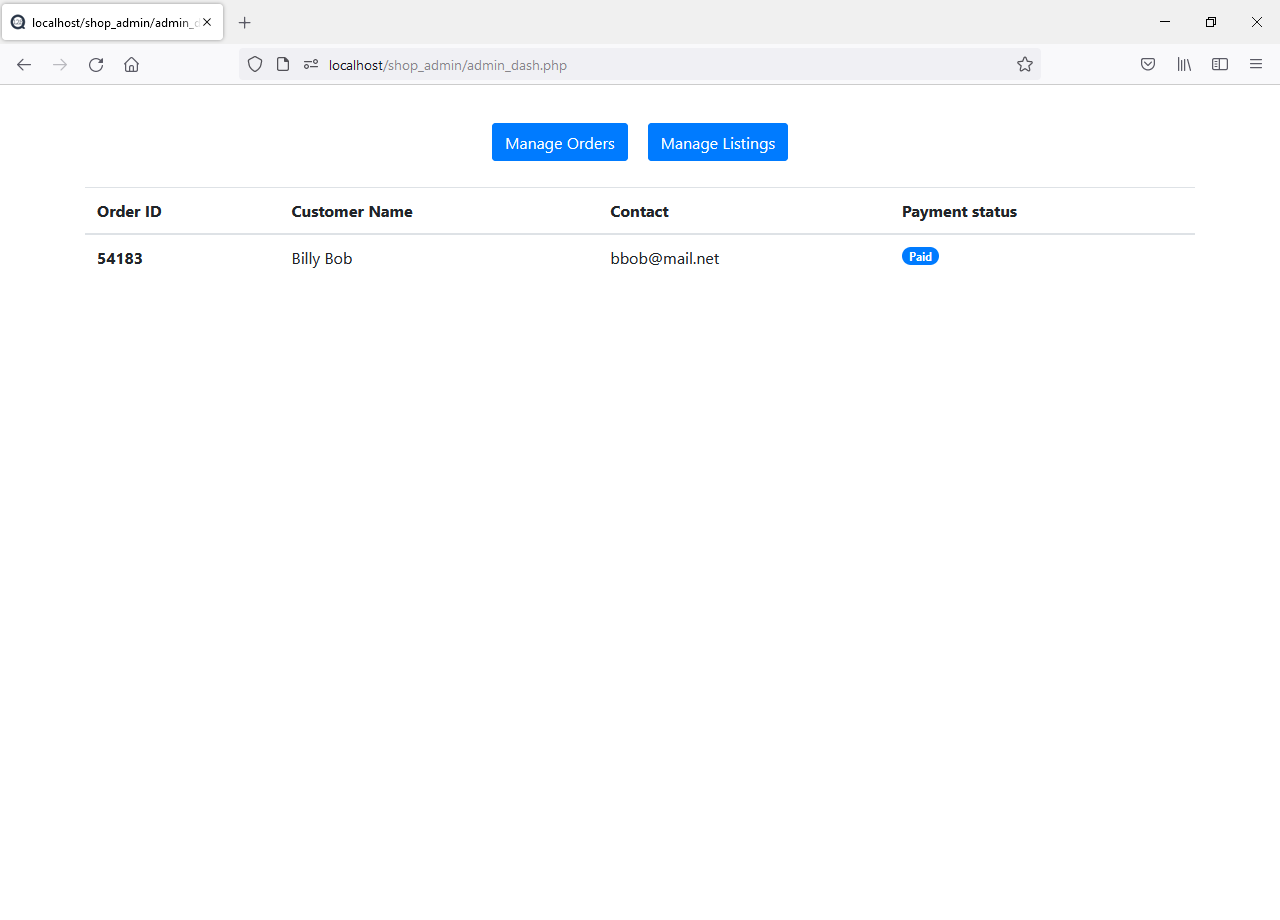 localhost/shop_admin/admin_d
localhost/shop_admin/admin_dash.php
Manage Orders Manage Listings
Order ID Customer Name Contact Payment status
54183 Billy Bob bbob@mail.net Paid